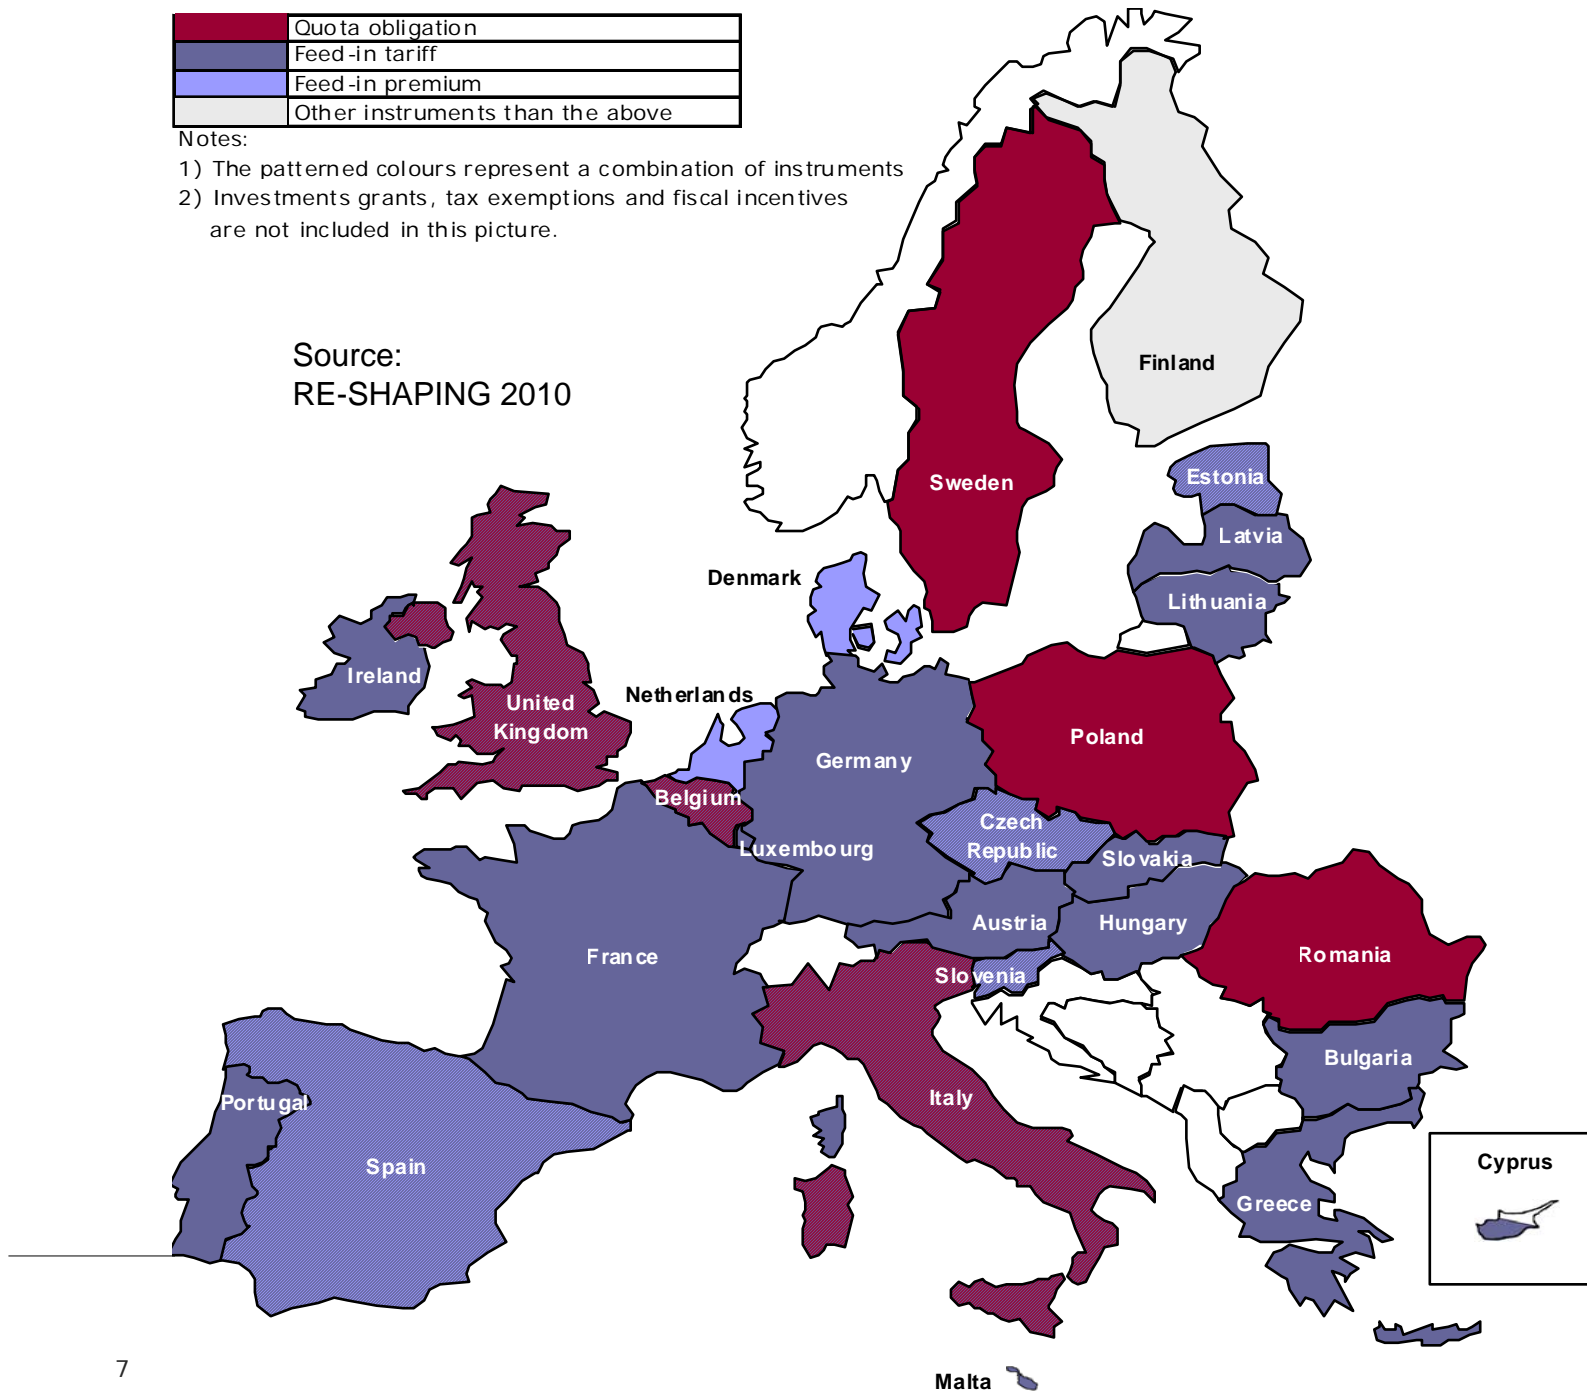 Quota obligation
Feed-in tariff
Feed-in premium
Other instruments than the above
Notes:
1) The patterned colours represent a combination of instruments
2) Investments grants, tax exemptions and fiscal incentives
are not included in this picture.
Source:
RE-SHAPING 2010
Finland
Sweden
Estonia
Latvia
Denmark
Lithuania
Ireland
Netherlands
United
Kingdom
Poland
Germany
Belgium
Czech
Republic
Luxembourg
Slovakia
Austria
Hungary
France
Romania
Slovenia
Bulgaria
Italy
Portugal
Spain
Cyprus
Greece
7
Malta